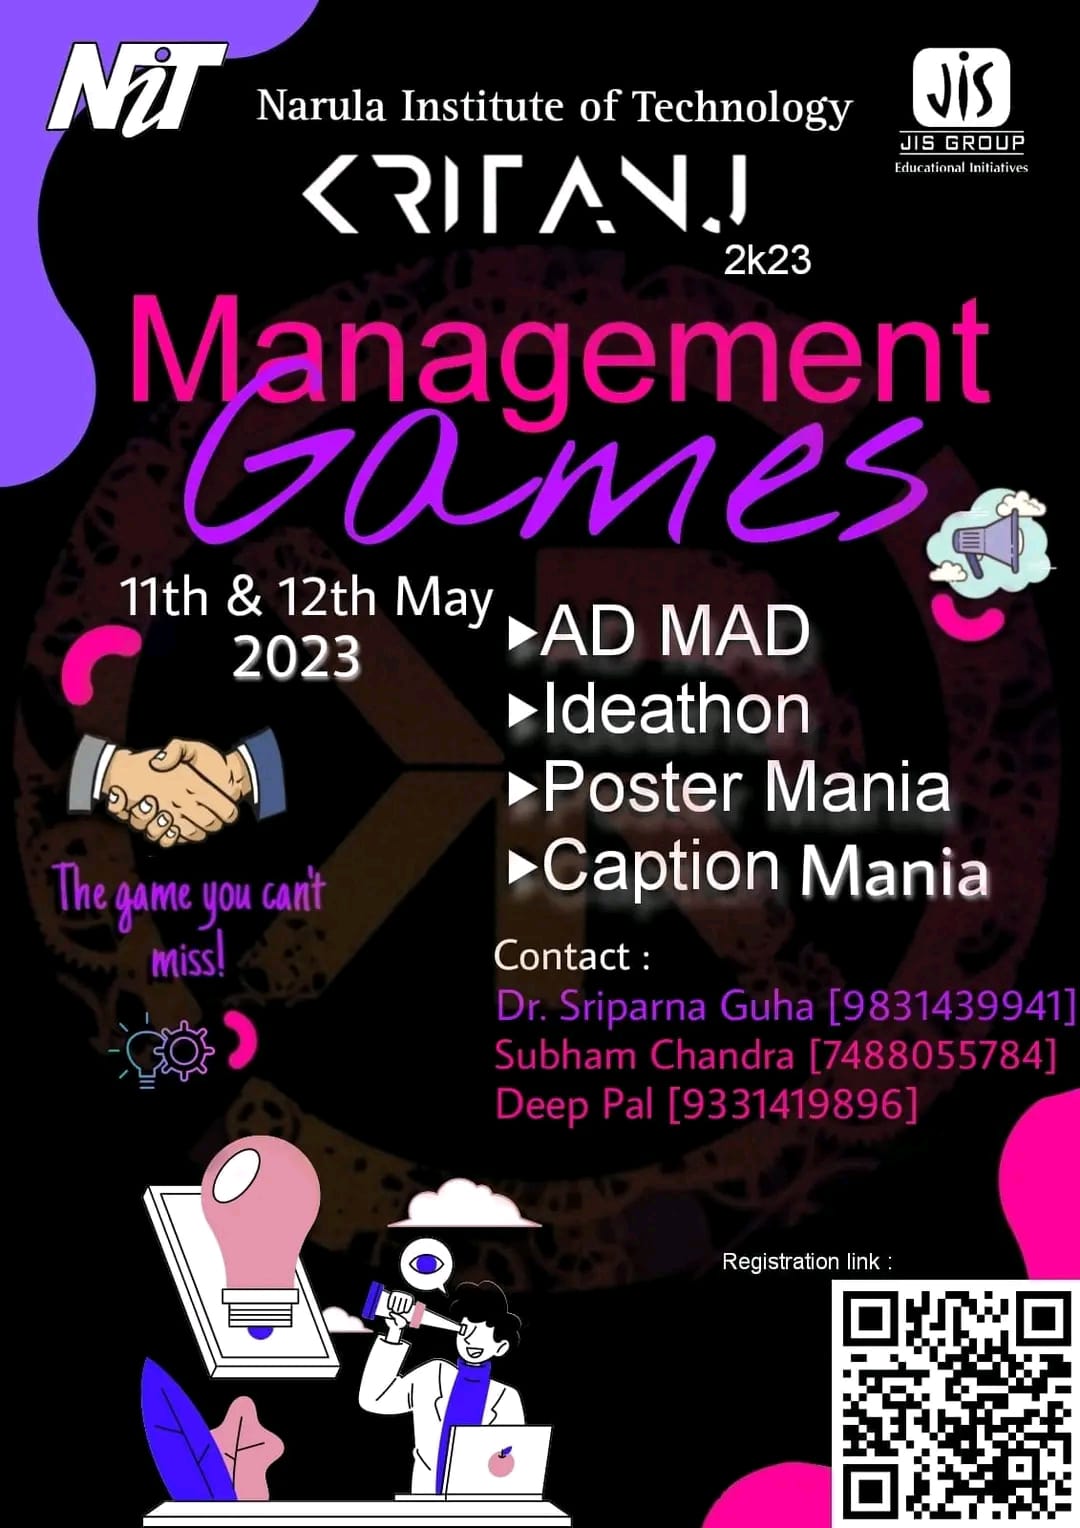 NiT
Narula Institute of Technology
JIS
JIS GROUP
Educational Initiatives
KRITANJ
2k23
Management
Games
11th & 12th May
2023
▶AD MAD
▶Ideathon
▶Poster Mania
▶Caption Mania
The game you can't
miss!
Contact :
Dr. Sriparna Guha [9831439941]
Subham Chandra [7488055784]
Deep Pal [9331419896]
Registration link :